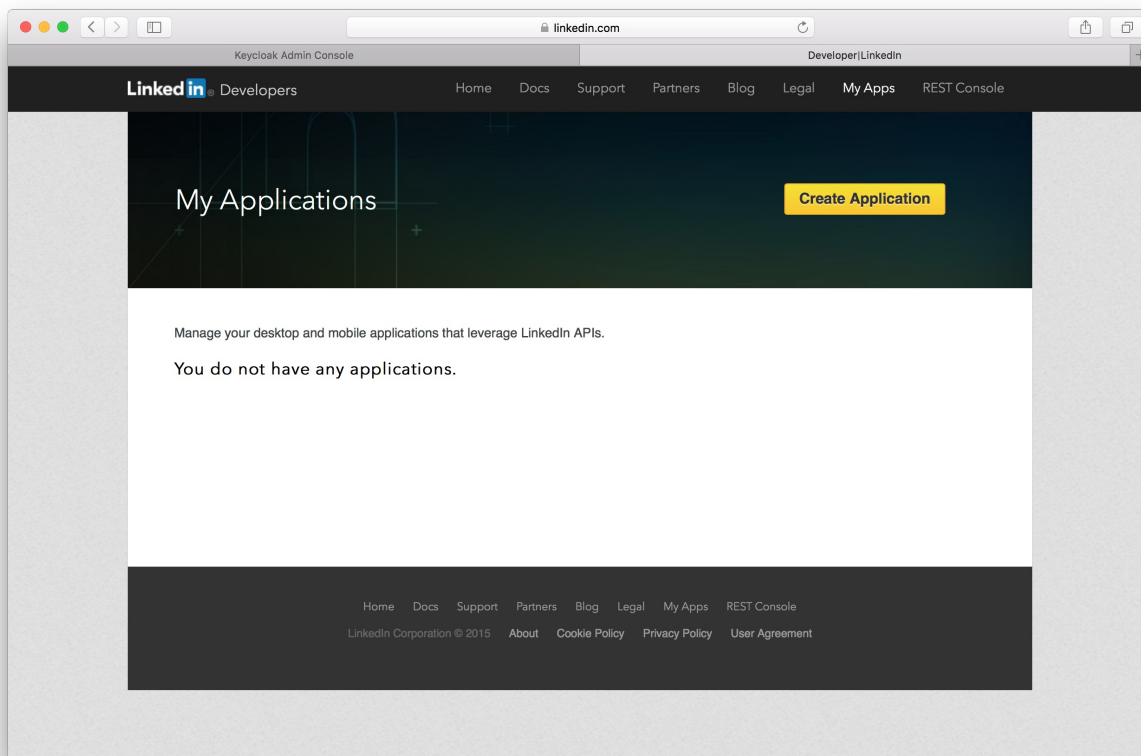 linkedin.com
Keycloak Admin Console Developer|LinkedIn
Linked in ® Developers Home Docs Support Partners Blog Legal My Apps REST Console
My Applications Create Application
Manage your desktop and mobile applications that leverage LinkedIn APIs.
You do not have any applications.
Home Docs Support Partners Blog Legal My Apps REST Console
LinkedIn Corporation © 2015 About Cookie Policy Privacy Policy User Agreement